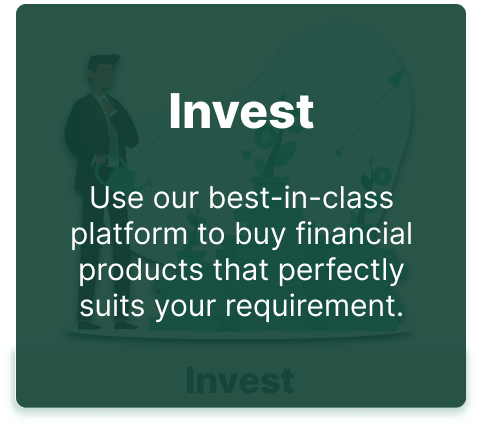 Invest
Use our best-in-class
platform to buy financial
products that perfectly
suits your requirement.
Invest